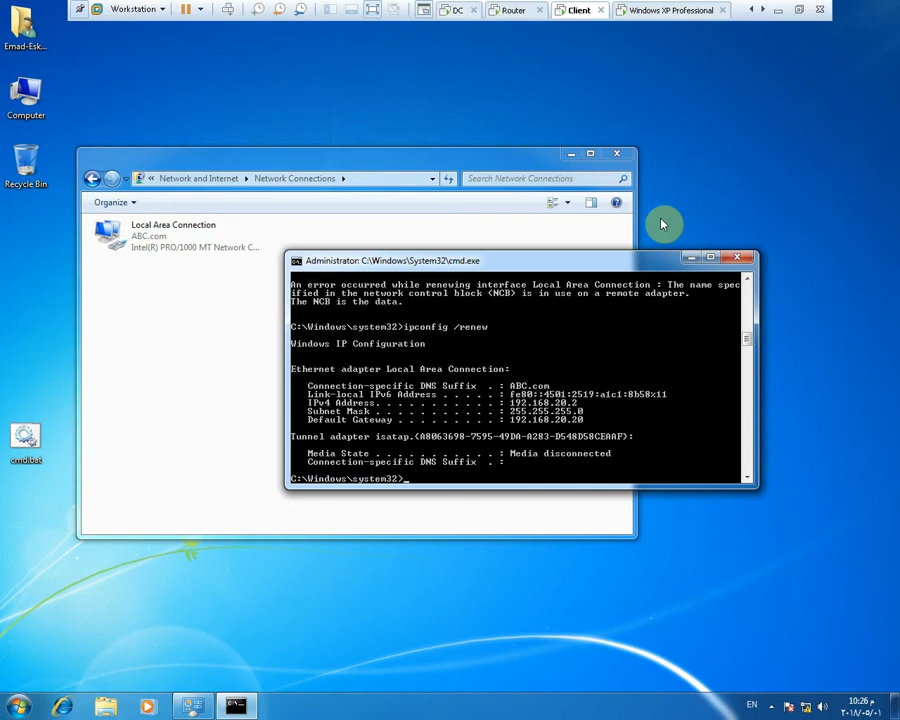 Workstation
DC
Router
Client
Windows XP Professional
Emad-Esk...
Computer
Recycle Bin
cmd.bat
« Network and Internet
Network Connections
Search Network Connections
Organize
Local Area Connection
ABC.com
Intel(R) PRO/1000 MT Network C...
Administrator: C:\Windows\System32\cmd.exe
An error occurred while renewing interface Local Area Connection : The name spec
ified in the network control block (NCB) is in use on a remote adapter.
The NCB is the data.
C:\Windows\system32>ipconfig /renew
Windows IP Configuration
Ethernet adapter Local Area Connection:
Connection-specific DNS Suffix . : ABC.com
Link-local IPv6 Address . . . . . : fe80::4501:2519:a1c1:8b58%11
IPv4 Address. . . . . . . . . . . : 192.168.20.2
Subnet Mask . . . . . . . . . . . : 255.255.255.0
Default Gateway . . . . . . . . . : 192.168.20.20
Tunnel adapter isatap.{A8063698-7595-49DA-A283-D548D58CEAAF}:
Media State . . . . . . . . . . . : Media disconnected
Connection-specific DNS Suffix . :
C:\Windows\system32>_
EN
10:26 م
٢٠١٨/٠٥/٠١